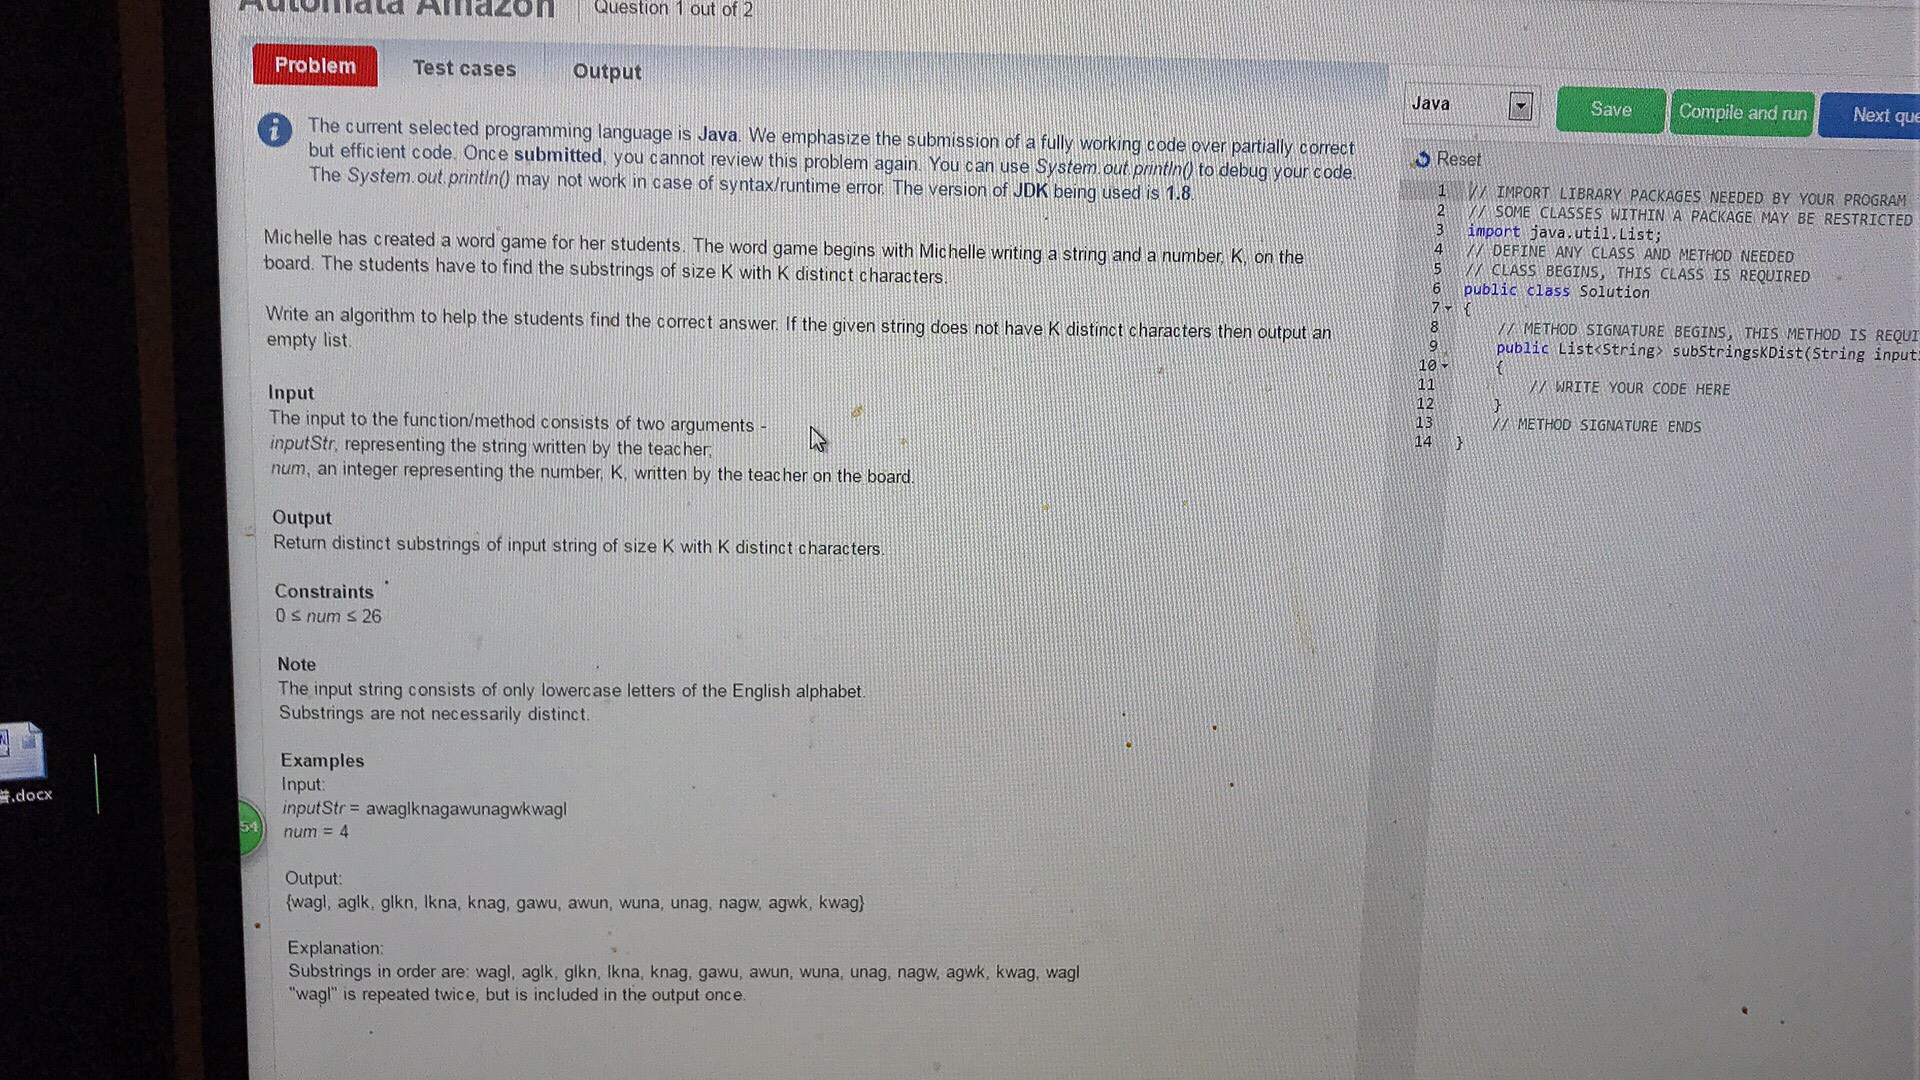 Automata Amazon
Question 1 out of 2
Problem
Test cases
Output
The current selected programming language is Java. We emphasize the submission of a fully working code over partially correct
but efficient code. Once submitted, you cannot review this problem again. You can use System.out.println() to debug your code.
The System.out.println() may not work in case of syntax/runtime error. The version of JDK being used is 1.8.
Michelle has created a word game for her students. The word game begins with Michelle writing a string and a number, K, on the
board. The students have to find the substrings of size K with K distinct characters.
Write an algorithm to help the students find the correct answer. If the given string does not have K distinct characters then output an
empty list.
Input
The input to the function/method consists of two arguments -
inputStr, representing the string written by the teacher;
num, an integer representing the number, K, written by the teacher on the board.
Output
Return distinct substrings of input string of size K with K distinct characters.
Constraints
0 ≤ num ≤ 26
Note
The input string consists of only lowercase letters of the English alphabet.
Substrings are not necessarily distinct.
Examples
Input:
inputStr = awaglknagawunagwkwagl
num = 4
Output:
{wagl, aglk, glkn, lkna, knag, gawu, awun, wuna, unag, nagw, agwk, kwag}
Explanation:
Substrings in order are: wagl, aglk, glkn, lkna, knag, gawu, awun, wuna, unag, nagw, agwk, kwag, wagl
"wagl" is repeated twice, but is included in the output once.
Java
Save
Compile and run
Next que
Reset
1 // IMPORT LIBRARY PACKAGES NEEDED BY YOUR PROGRAM
2 // SOME CLASSES WITHIN A PACKAGE MAY BE RESTRICTED
3 import java.util.List;
4 // DEFINE ANY CLASS AND METHOD NEEDED
5 // CLASS BEGINS, THIS CLASS IS REQUIRED
6 public class Solution
7 {
8 // METHOD SIGNATURE BEGINS, THIS METHOD IS REQUI
9 public List<String> subStringsKDist(String input
10 {
11 // WRITE YOUR CODE HERE
12 }
13 // METHOD SIGNATURE ENDS
14 }
.docx
54